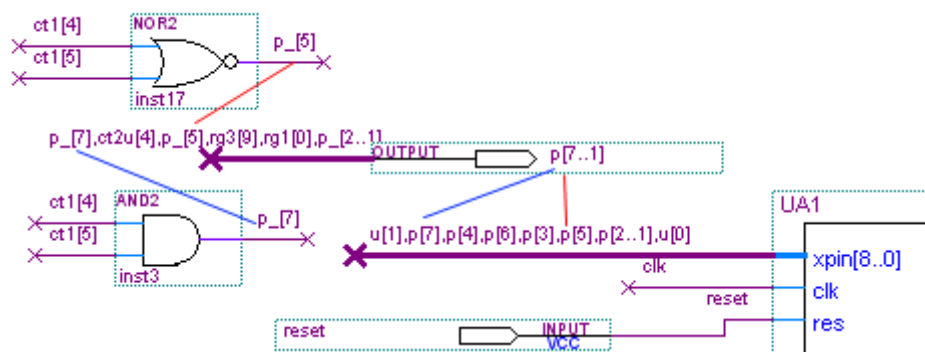 ct1[4]
NOR2
p_[5]
ct1[5]
inst17
p_[7],ct2u[4],p_[5],rg3[9],rg1[0],p_[2..1]
OUTPUT
p[7..1]
ct1[4]
AND2
p_[7]
ct1[5]
inst3
UA1
u[1],p[7],p[4],p[6],p[3],p[5],p[2..1],u[0]
xpin[8..0]
clk
clk
reset
res
reset
INPUT
VCC